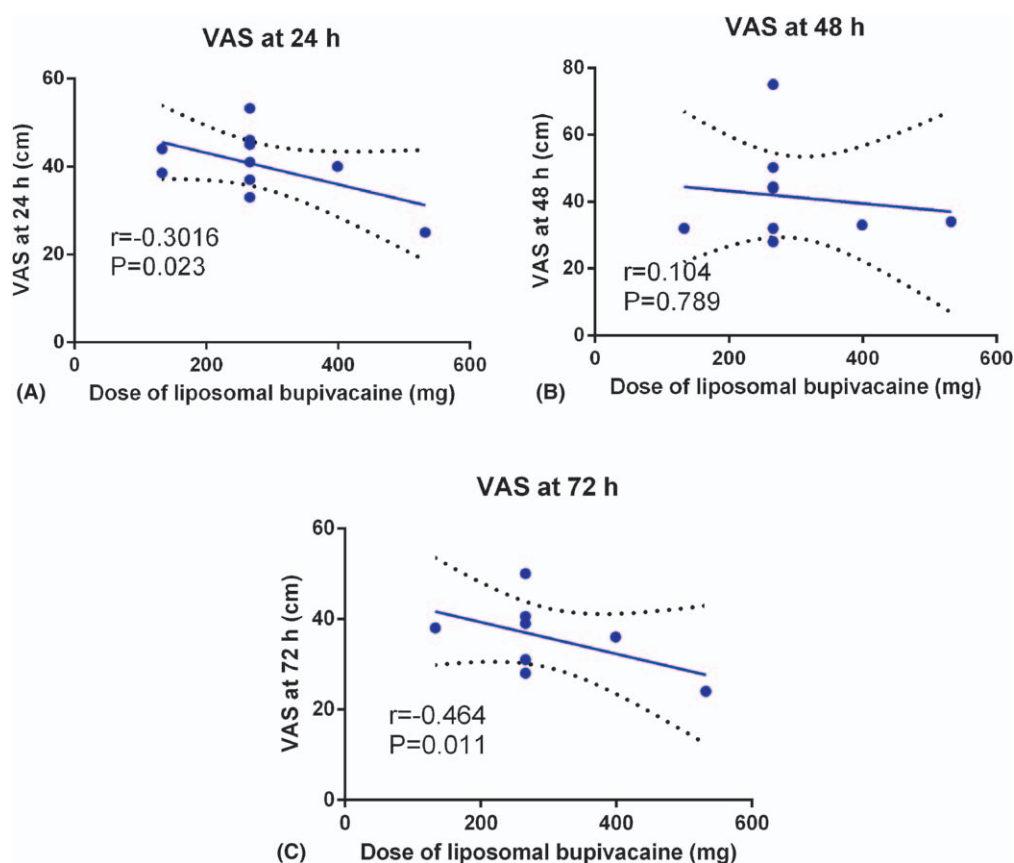 VAS at 24 h
VAS at 24 h (cm)
60
40
20
0
r=-0.3016
P=0.023
0 200 400 600
(A) Dose of liposomal bupivacaine (mg)
VAS at 48 h
VAS at 48 h (cm)
80
60
40
20
0
r=0.104
P=0.789
0 200 400 600
(B) Dose of liposomal bupivacaine (mg)
VAS at 72 h
VAS at 72 h (cm)
60
40
20
0
r=-0.464
P=0.011
0 200 400 600
(C) Dose of liposomal bupivacaine (mg)